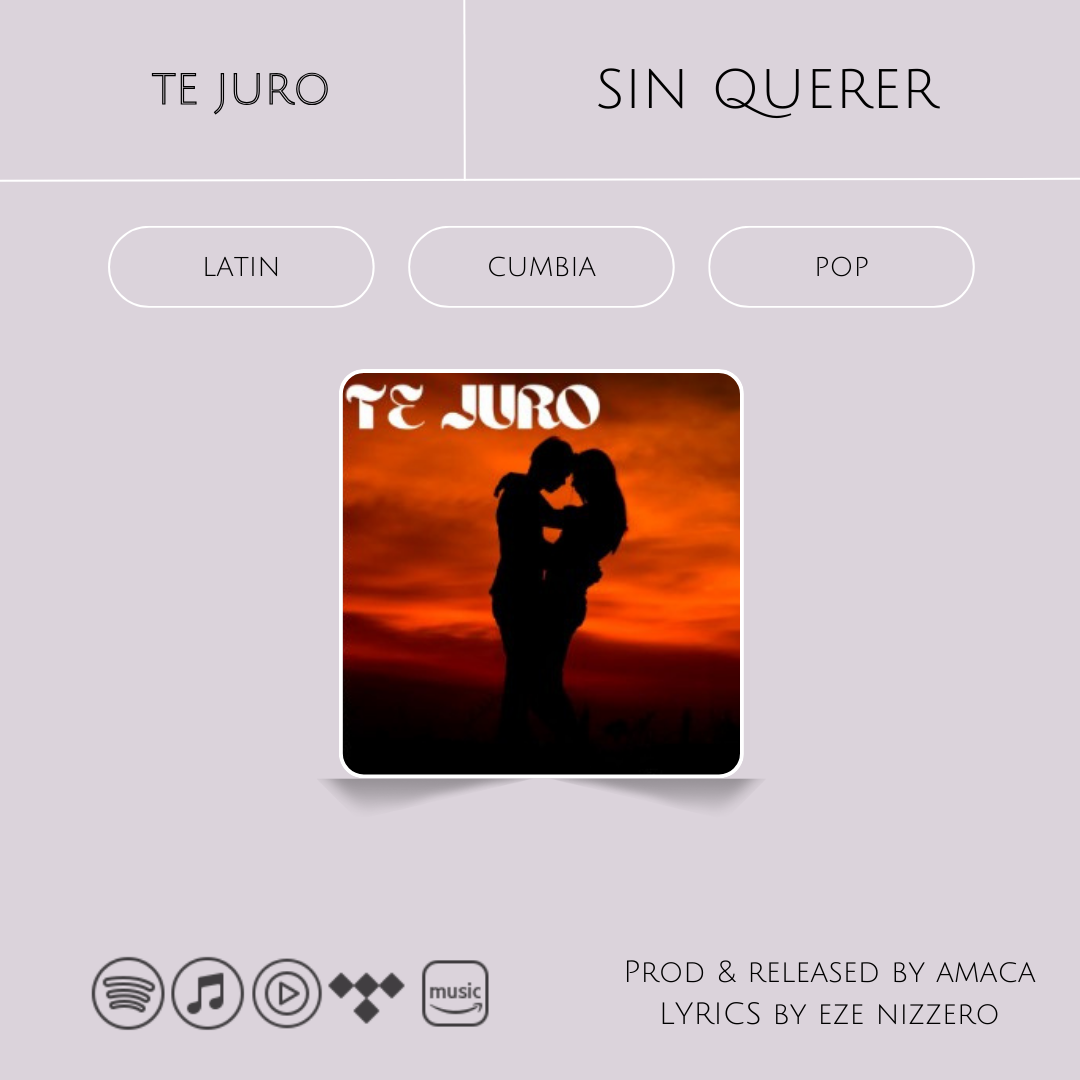 TE JURO
SIN QUERER
LATIN
CUMBIA
POP
TE JURO
music
PROD & RELEASED BY AMACA
LYRICS BY EZE NIZZERO